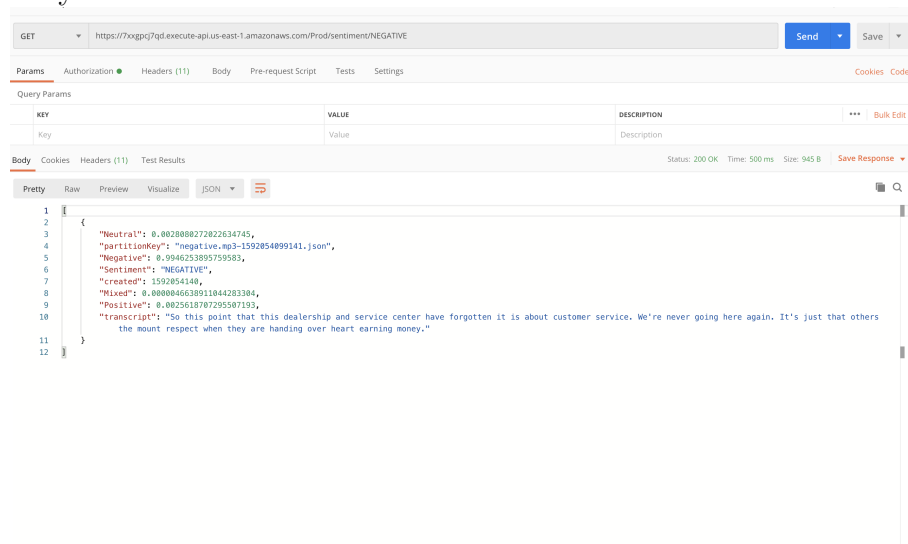 GET https://7xxgpcj7qd.execute-api.us-east-1.amazonaws.com/Prod/sentiment/NEGATIVE Send Save
Params Authorization Headers (11) Body Pre-request Script Tests Settings Cookies Code
Query Params
KEY VALUE DESCRIPTION Bulk Edit
Key Value Description
Body Cookies Headers (11) Test Results Status: 200 OK Time: 500 ms Size: 945 B Save Response
Pretty Raw Preview Visualize JSON
1 [
2 {
3 "Neutral": 0.0028080272022634745,
4 "partitionKey": "negative.mp3-1592054099141.json",
5 "Negative": 0.9946253895759583,
6 "Sentiment": "NEGATIVE",
7 "created": 1592054140,
8 "Mixed": 0.0000046638911044283304,
9 "Positive": 0.0025618707295507193,
10 "transcript": "So this point that this dealership and service center have forgotten it is about customer service. We're never going here again. It's just that others
the mount respect when they are handing over heart earning money."
11 }
12 ]